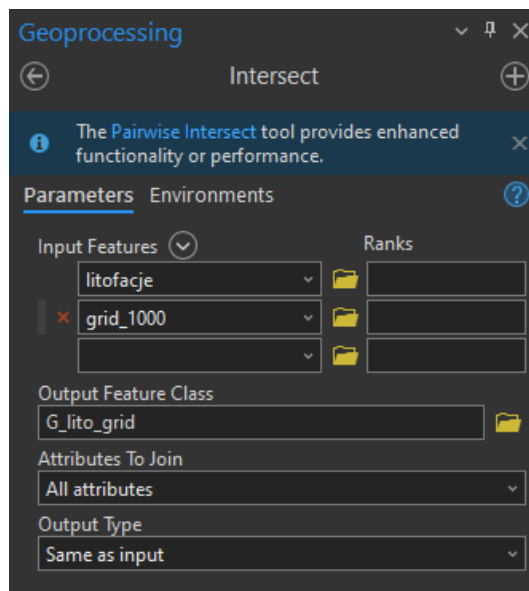 Geoprocessing
Intersect
The Pairwise Intersect tool provides enhanced
functionality or performance.
Parameters Environments
Input Features Ranks
litofacje
grid_1000
Output Feature Class
G_lito_grid
Attributes To Join
All attributes
Output Type
Same as input